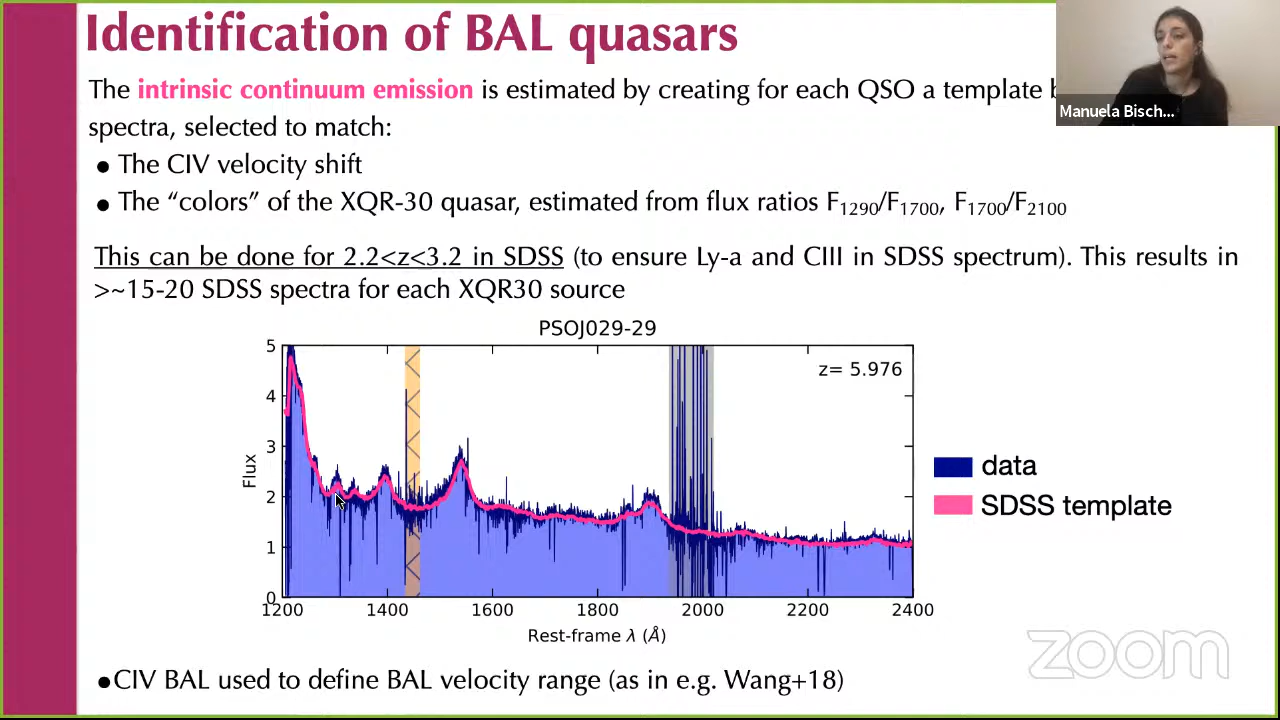 Identification of BAL quasars
Manuela Bisch...
The intrinsic continuum emission is estimated by creating for each QSO a template
spectra, selected to match:
● The CIV velocity shift
● The “colors” of the XQR-30 quasar, estimated from flux ratios F1290/F1700, F1700/F2100
This can be done for 2.2<z<3.2 in SDSS (to ensure Ly-a and CIII in SDSS spectrum). This results in
>~15-20 SDSS spectra for each XQR30 source
PSOJ029-29
z= 5.976
5
4
3
2
1
0
Flux
1200 1400 1600 1800 2000 2200 2400
Rest-frame λ (Å)
data
SDSS template
●CIV BAL used to define BAL velocity range (as in e.g. Wang+18)
zoom